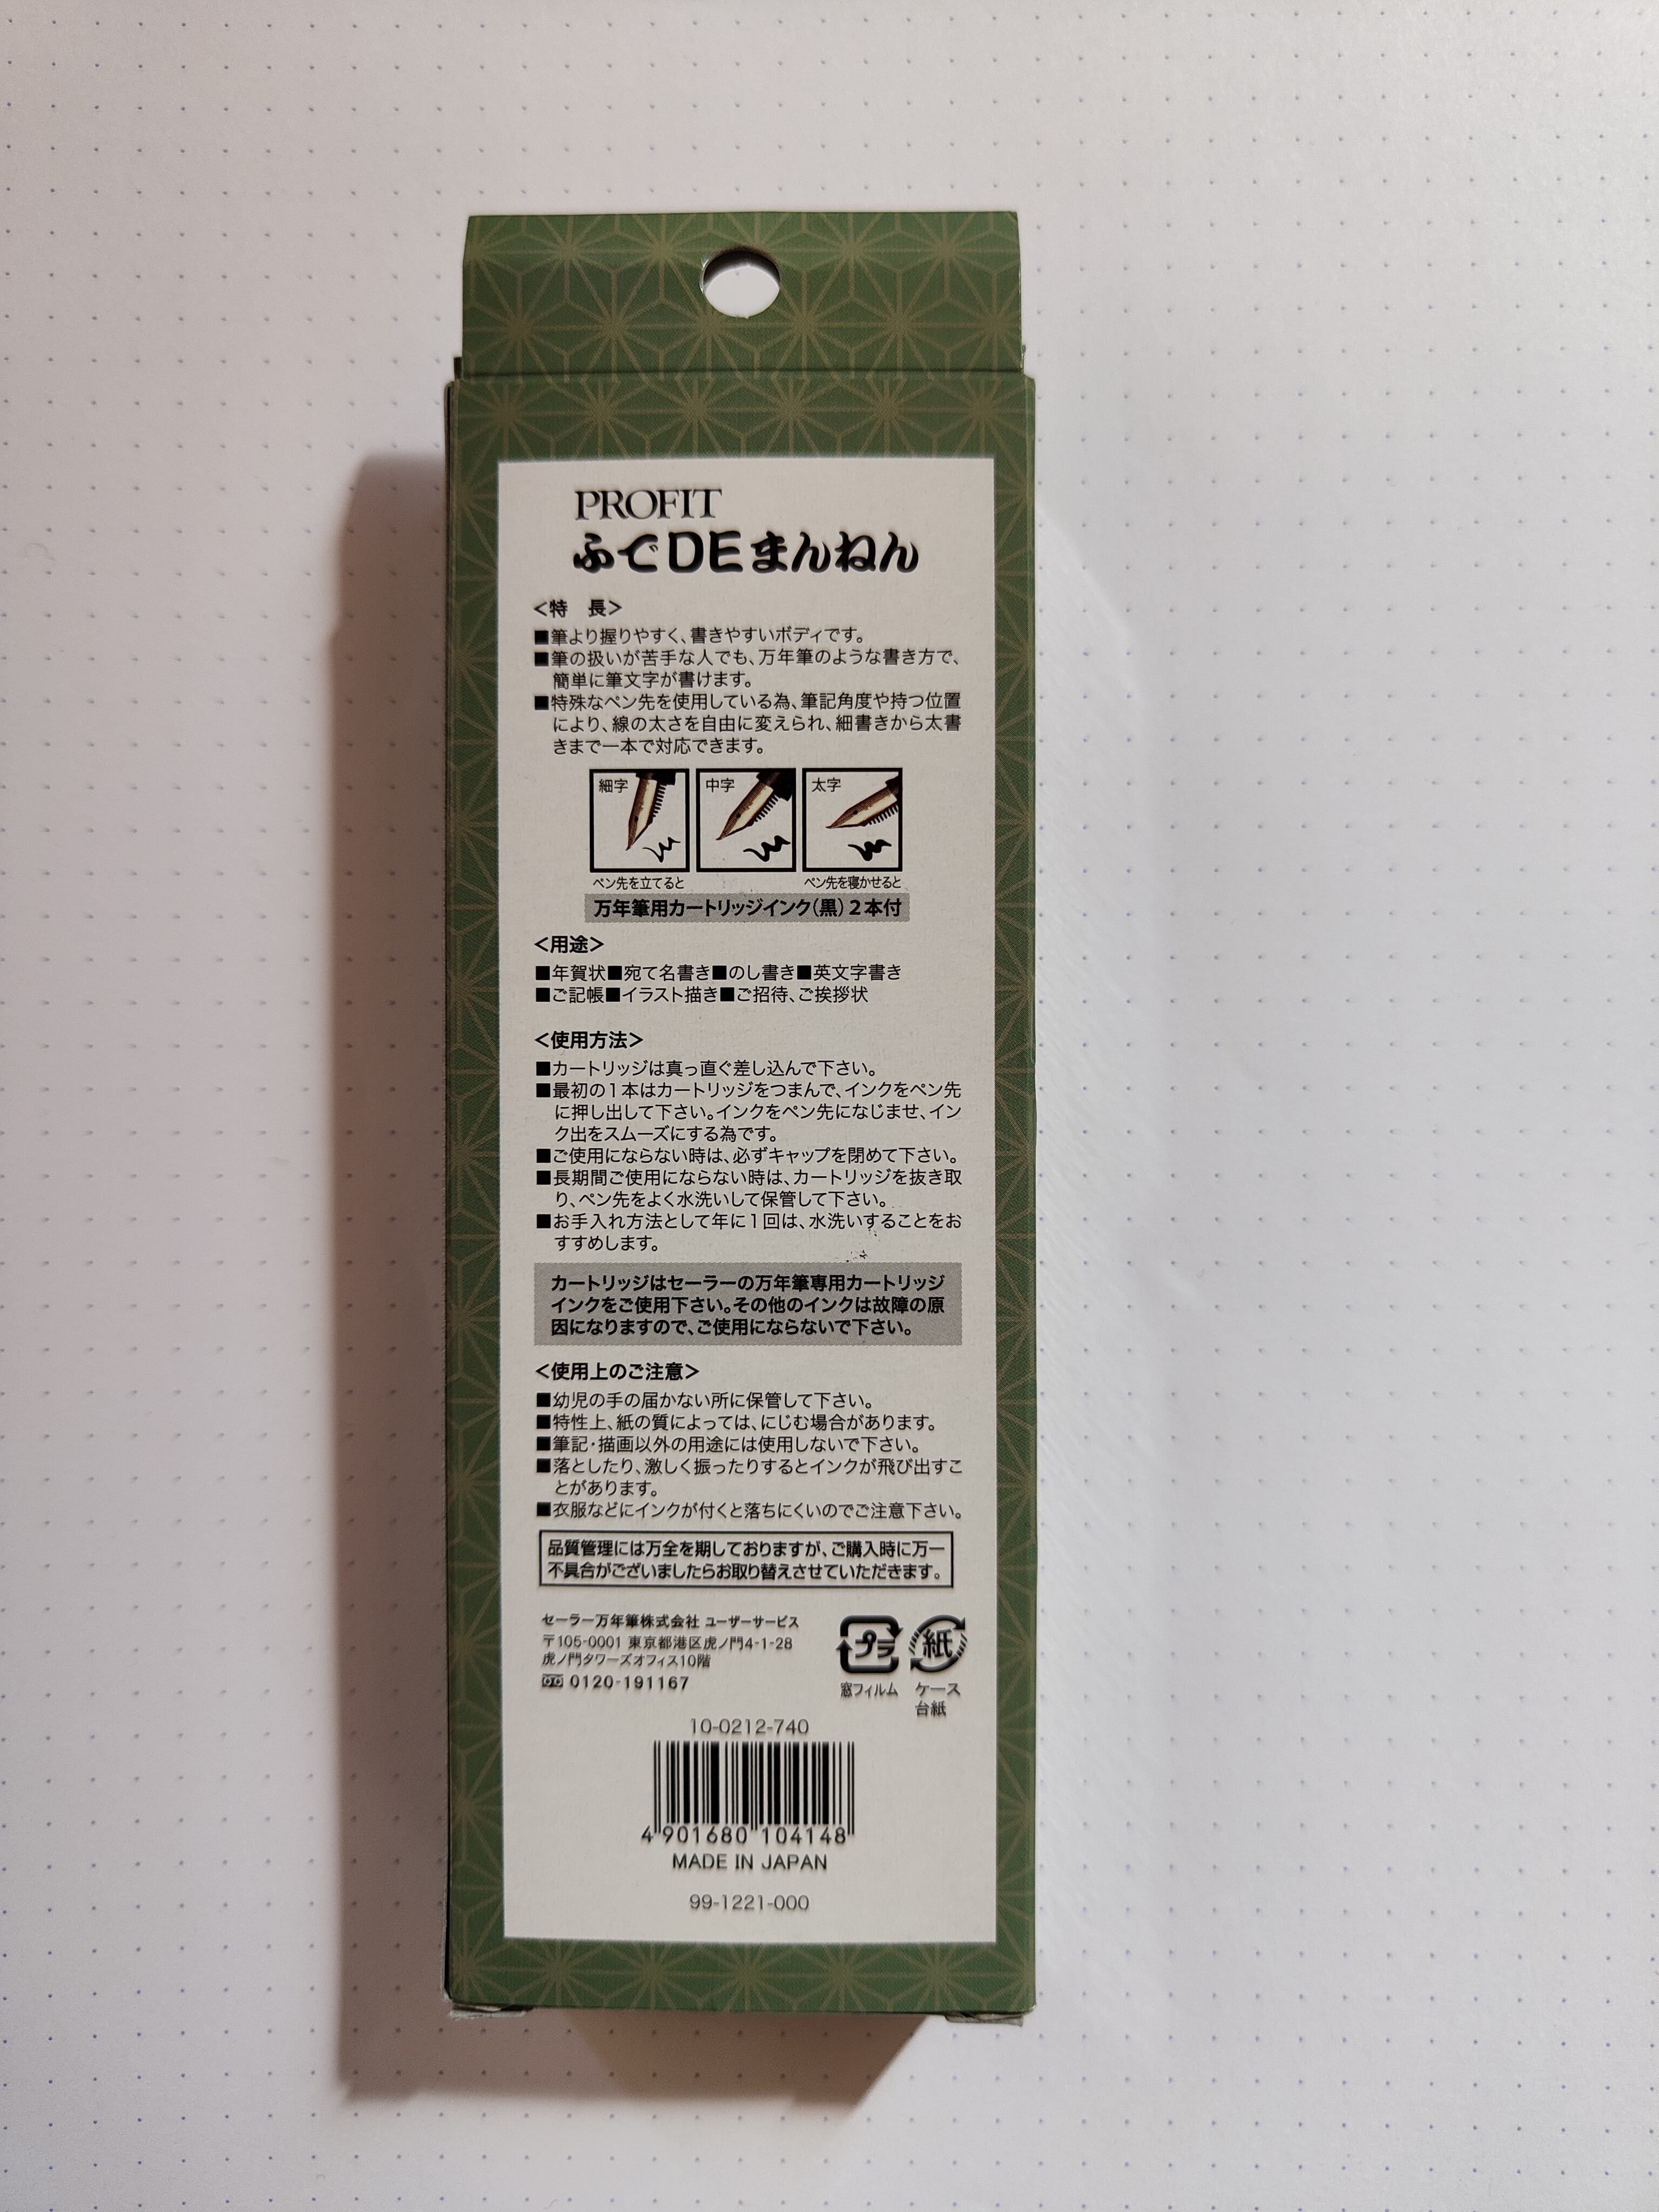 PROFIT
ふでDEまんねん
＜特　長＞
■筆より握りやすく、書きやすいボディです。
■筆の扱いが苦手な人でも、万年筆のような書き方で、
簡単に筆文字が書けます。
■特殊なペン先を使用している為、筆記角度や持つ位置
により、線の太さを自由に変えられ、細書きから太書
きまで一本で対応できます。
細字 中字 太字
ペン先を立てると ペン先を寝かせると
万年筆用カートリッジインク（黒）２本付
＜用途＞
■年賀状■宛て名書き■のし書き■英文字書き
■ご記帳■イラスト描き■ご招待、ご挨拶状
＜使用方法＞
■カートリッジは真っ直ぐ差し込んで下さい。
■最初の１本はカートリッジをつまんで、インクをペン先
に押し出して下さい。インクをペン先になじませ、イン
ク出をスムーズにする為です。
■ご使用にならない時は、必ずキャップを閉めて下さい。
■長期間ご使用にならない時は、カートリッジを抜き取
り、ペン先をよく水洗いして保管して下さい。
■お手入れ方法として年に１回は、水洗いすることをお
すすめします。
カートリッジはセーラーの万年筆専用カートリッジ
インクをご使用下さい。その他のインクは故障の原
因になりますので、ご使用にならないで下さい。
＜使用上のご注意＞
■幼児の手の届かない所に保管して下さい。
■特性上、紙の質によっては、にじむ場合があります。
■筆記・描画以外の用途には使用しないで下さい。
■落としたり、激しく振ったりするとインクが飛び出すこ
とがあります。
■衣服などにインクが付くと落ちにくいのでご注意下さい。
品質管理には万全を期しておりますが、ご購入時に万一
不具合がございましたらお取り替えさせていただきます。
セーラー万年筆株式会社 ユーザーサービス
〒105-0001 東京都港区虎ノ門4-1-28
虎ノ門タワーズオフィス10階
0120-191167
プラ 紙
窓フィルム ケース
台紙
10-0212-740
4 901680 104148
MADE IN JAPAN
99-1221-000